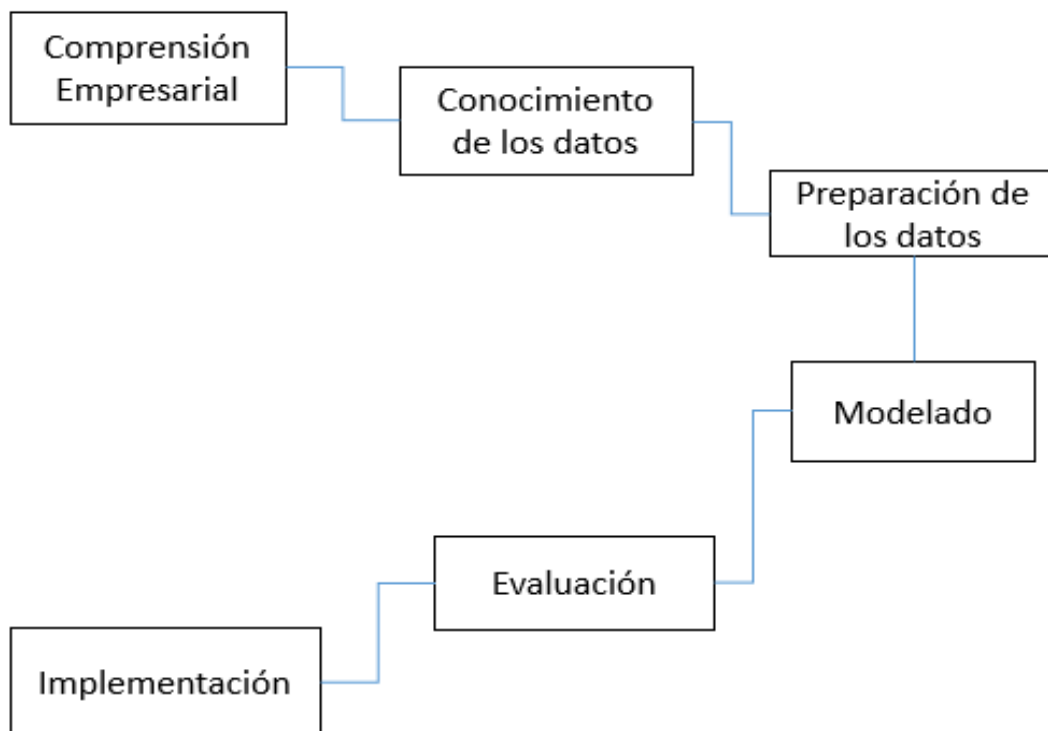 Comprensión
Empresarial
Conocimiento
de los datos
Preparación de
los datos
Modelado
Evaluación
Implementación